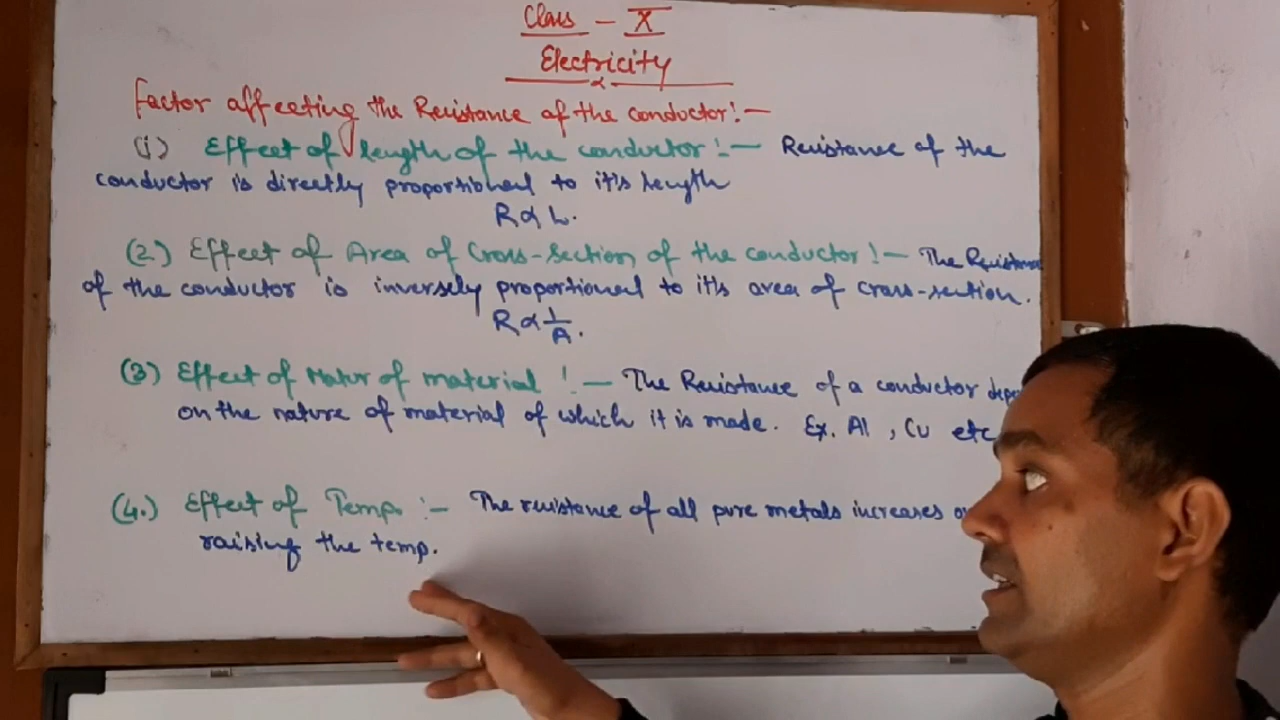 Class - X
Electricity
Factor affecting the Resistance of the conductor:-
(1) Effect of length of the conductor:- Resistance of the
conductor is directly proportional to it's length
R ∝ L.
(2.) Effect of Area of Cross-Section of the conductor:- The Resistance
of the conductor is inversely proportional to it's area of cross-section.
R ∝ 1/A.
(3) Effect of Natur of material :- The Resistance of a conductor depe
on the nature of material of which it is made. Ex. Al , Cu etc
(4.) Effect of Temp. :- The resistance of all pure metals increases
raising the temp.